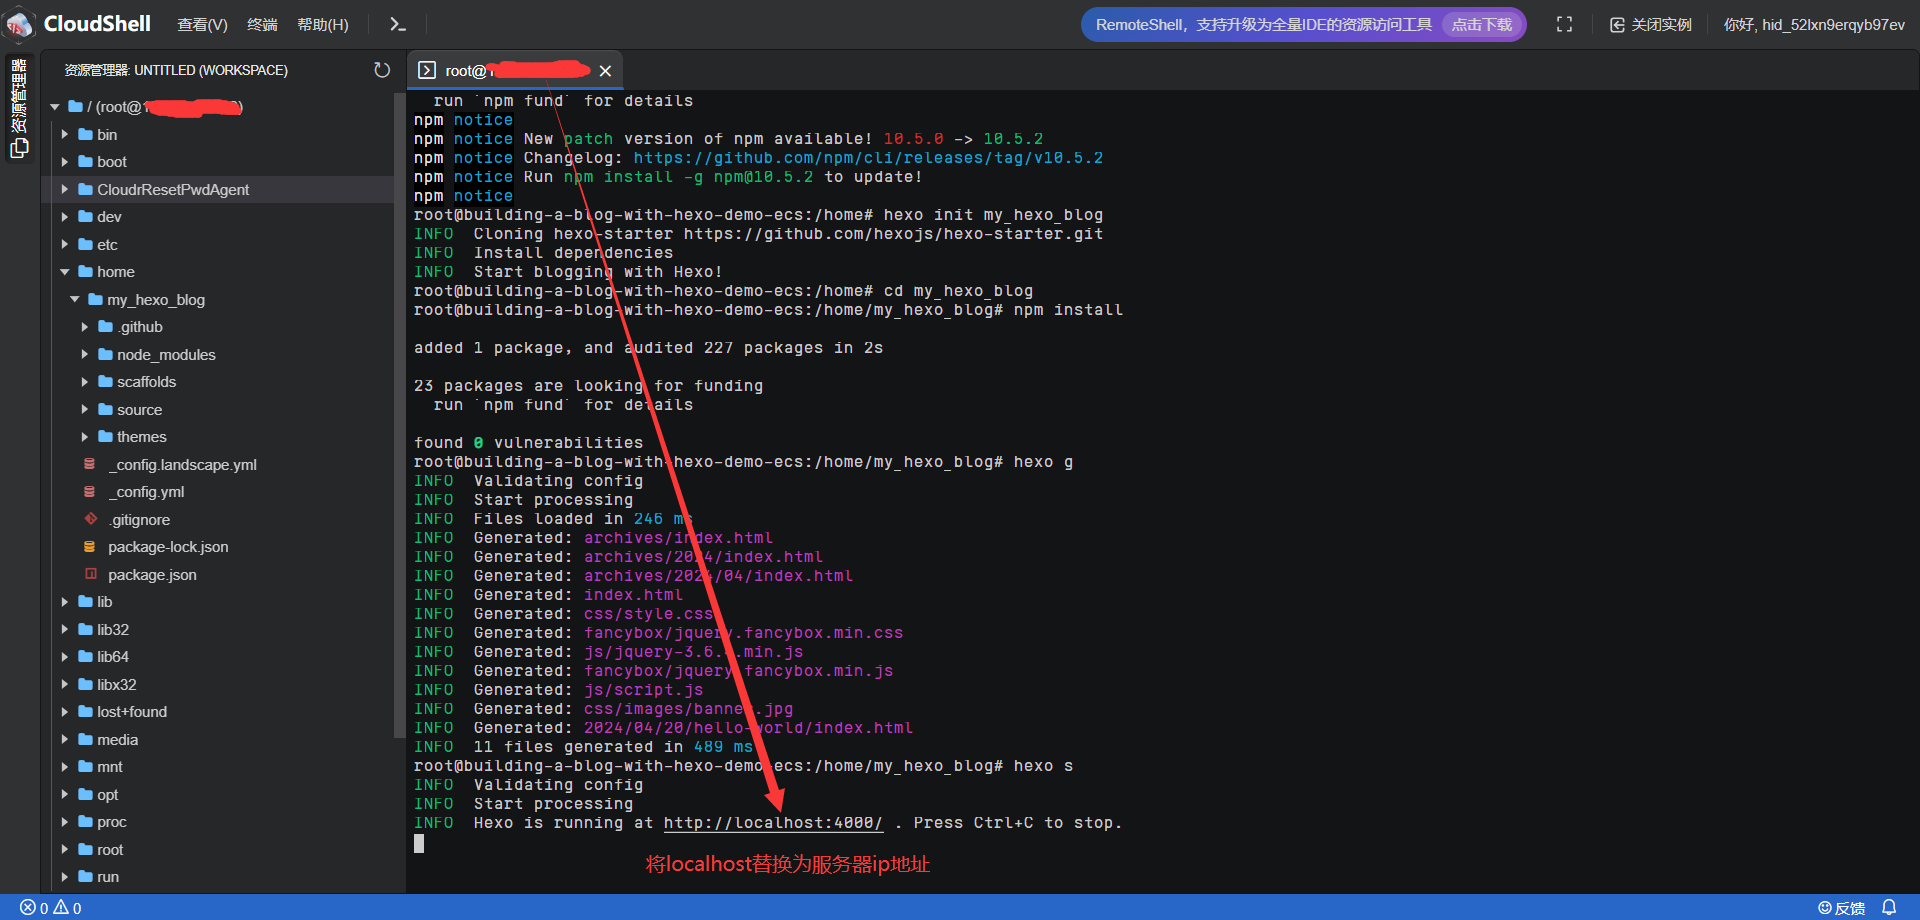 CloudShell 查看(V) 终端 帮助(H) RemoteShell，支持升级为全量IDE的资源访问工具 点击下载 关闭实例 你好, hid_52lxn9erqyb97ev
资源管理器
资源管理器: UNTITLED (WORKSPACE)
/ (root@
bin
boot
CloudrResetPwdAgent
dev
etc
home
my_hexo_blog
.github
node_modules
scaffolds
source
themes
_config.landscape.yml
_config.yml
.gitignore
package-lock.json
package.json
lib
lib32
lib64
libx32
lost+found
media
mnt
opt
proc
root
run
root@
run `npm fund` for details
npm notice
npm notice New patch version of npm available! 10.5.0 -> 10.5.2
npm notice Changelog: https://github.com/npm/cli/releases/tag/v10.5.2
npm notice Run npm install -g npm@10.5.2 to update!
npm notice
root@building-a-blog-with-hexo-demo-ecs:/home# hexo init my_hexo_blog
INFO  Cloning hexo-starter https://github.com/hexojs/hexo-starter.git
INFO  Install dependencies
INFO  Start blogging with Hexo!
root@building-a-blog-with-hexo-demo-ecs:/home# cd my_hexo_blog
root@building-a-blog-with-hexo-demo-ecs:/home/my_hexo_blog# npm install
added 1 package, and audited 227 packages in 2s
23 packages are looking for funding
run `npm fund` for details
found 0 vulnerabilities
root@building-a-blog-with-hexo-demo-ecs:/home/my_hexo_blog# hexo g
INFO  Validating config
INFO  Start processing
INFO  Files loaded in 246 ms
INFO  Generated: archives/index.html
INFO  Generated: archives/2024/index.html
INFO  Generated: archives/2024/04/index.html
INFO  Generated: index.html
INFO  Generated: css/style.css
INFO  Generated: fancybox/jquery.fancybox.min.css
INFO  Generated: js/jquery-3.6.4.min.js
INFO  Generated: fancybox/jquery.fancybox.min.js
INFO  Generated: js/script.js
INFO  Generated: css/images/banner.jpg
INFO  Generated: 2024/04/20/hello-world/index.html
INFO  11 files generated in 489 ms
root@building-a-blog-with-hexo-demo-ecs:/home/my_hexo_blog# hexo s
INFO  Validating config
INFO  Start processing
INFO  Hexo is running at http://localhost:4000/ . Press Ctrl+C to stop.
将localhost替换为服务器ip地址
0 0 反馈